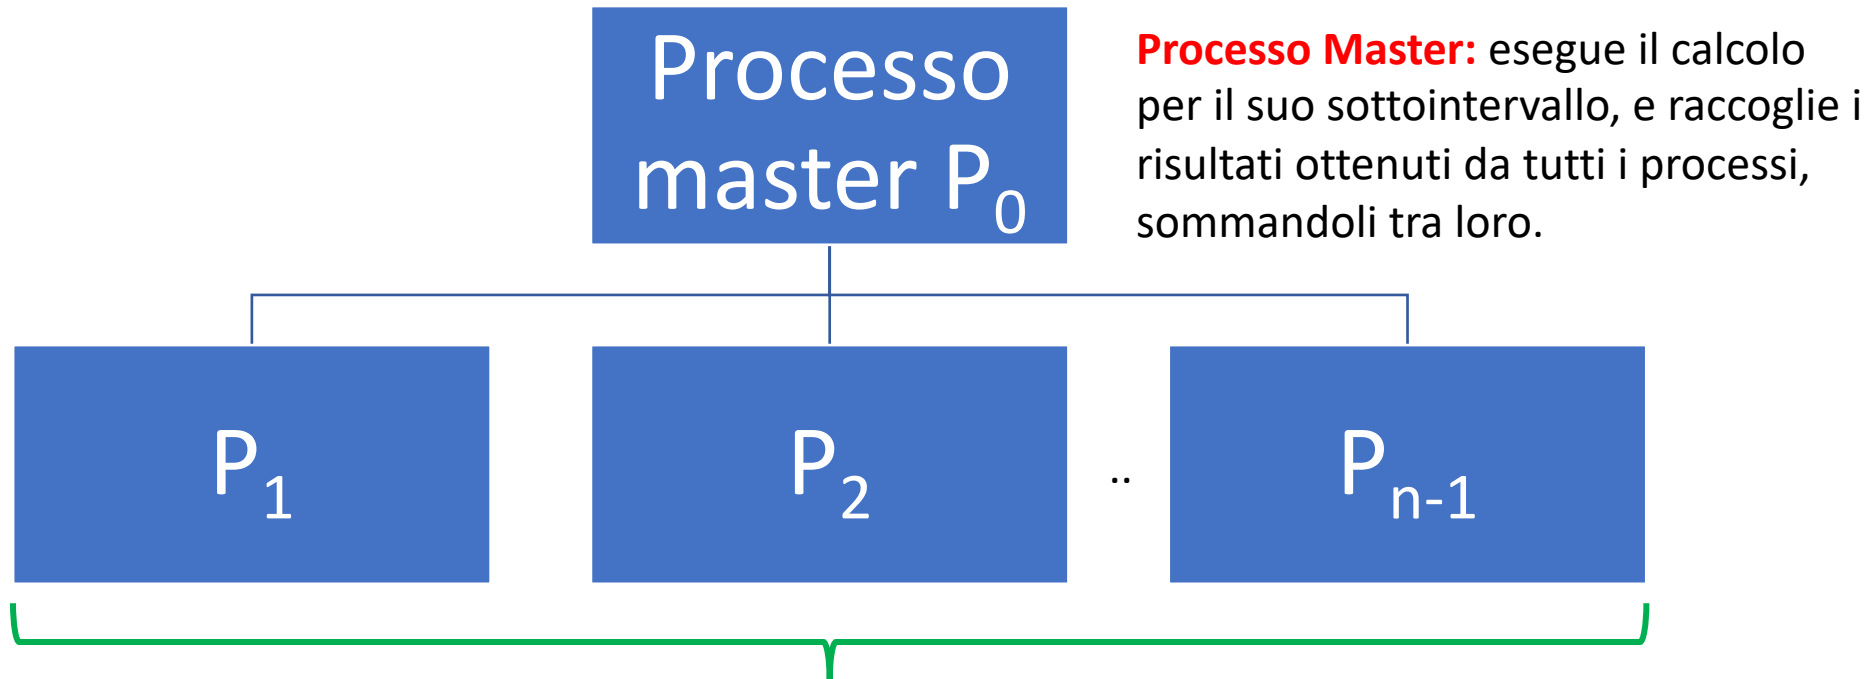 Processo
master P₀
Processo Master: esegue il calcolo
per il suo sottointervallo, e raccoglie i
risultati ottenuti da tutti i processi,
sommandoli tra loro.
P₁
P₂
..
Pₙ₋₁